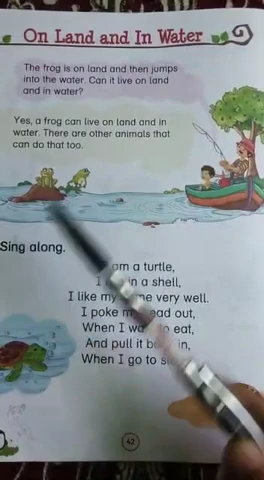 On Land and In Water
The frog is on land and then jumps
into the water. Can it live on land
and in water?
Yes, a frog can live on land and in
water. There are other animals that
can do that too.
Sing along.
am a turtle,
I in a shell,
I like my me very well.
I poke ead out,
When I wa to eat,
And pull it in,
When I go to
42